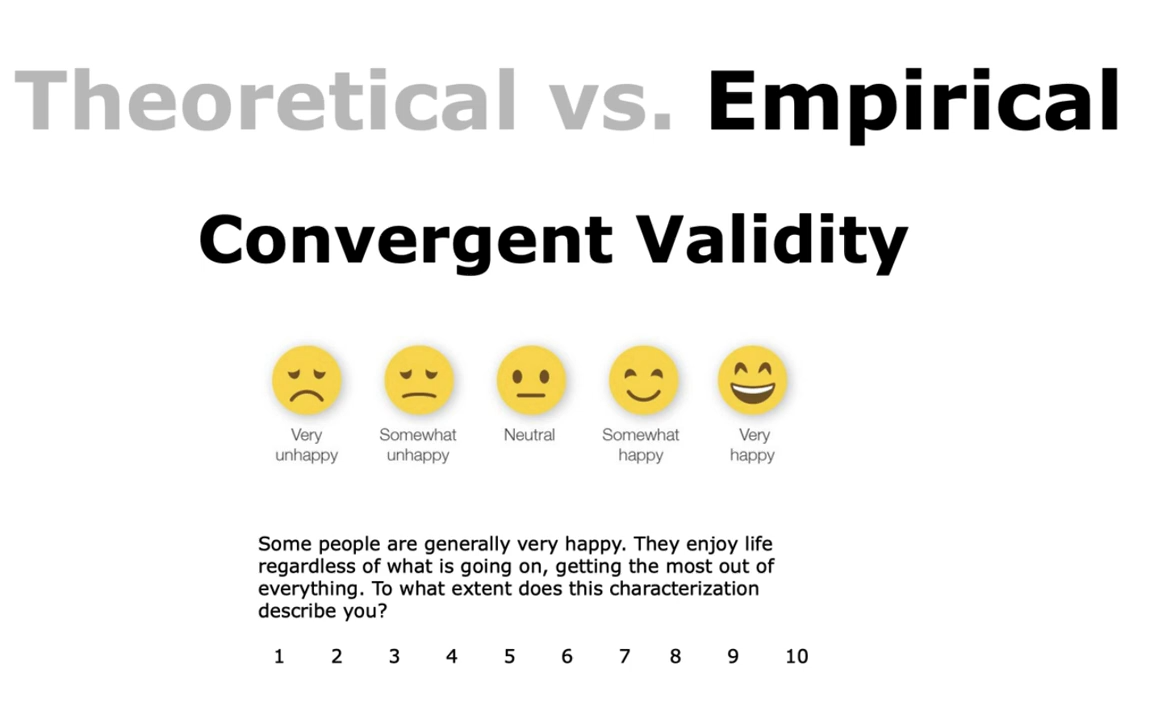 Theoretical vs. Empirical
Convergent Validity
Very unhappy
Somewhat unhappy
Neutral
Somewhat happy
Very happy
Some people are generally very happy. They enjoy life
regardless of what is going on, getting the most out of
everything. To what extent does this characterization
describe you?
1 2 3 4 5 6 7 8 9 10